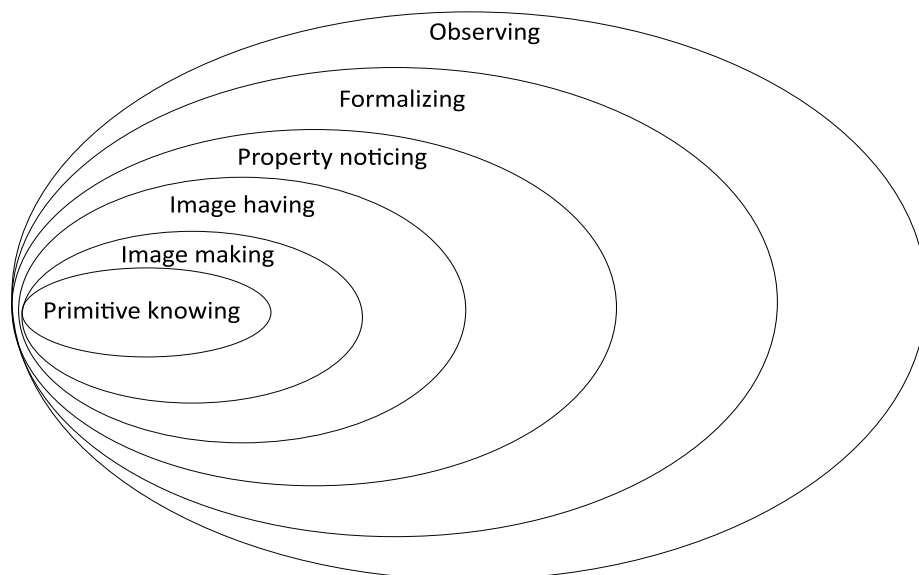 Observing
Formalizing
Property noticing
Image having
Image making
Primitive knowing